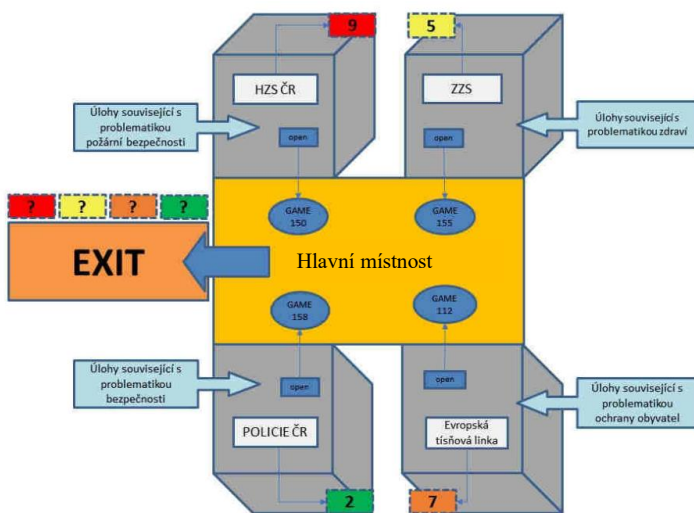 9
5
HZS ČR
ZZS
Úlohy související s
problematikou
požární bezpečnosti
open
open
Úlohy související s
problematikou zdraví
? ? ? ?
GAME
150
GAME
155
EXIT
Hlavní místnost
GAME
158
GAME
112
Úlohy související s
problematikou
bezpečnosti
open
open
Úlohy související s
problematikou
ochrany obyvatel
POLICIE ČR
Evropská
tísňová linka
2
7